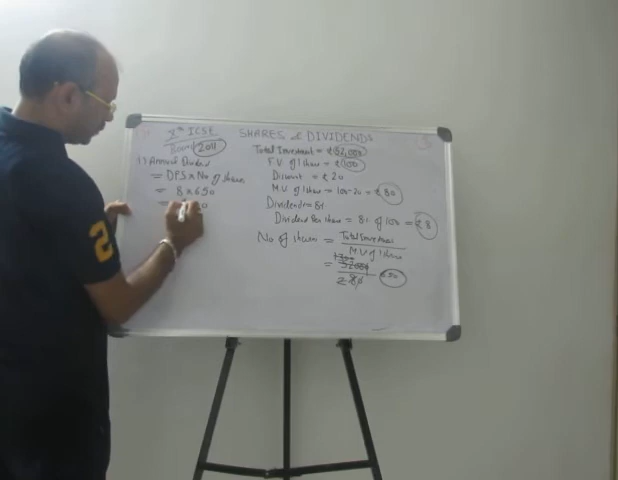 Xth ICSE
Board 2011
SHARES & DIVIDENDS
1) Annual Dividend
= DPS x No of shares
= 8 x 650
=
Total Investment = ₹ 52,000
F.V of 1 share = ₹ 100
Discount = ₹ 20
M.V of 1 share = 100-20 = ₹ 80
Dividend = 8%
Dividend Per share = 8% of 100 = ₹ 8
No of shares = Total Investment
M.V of 1 share
= 52000
80
650
2